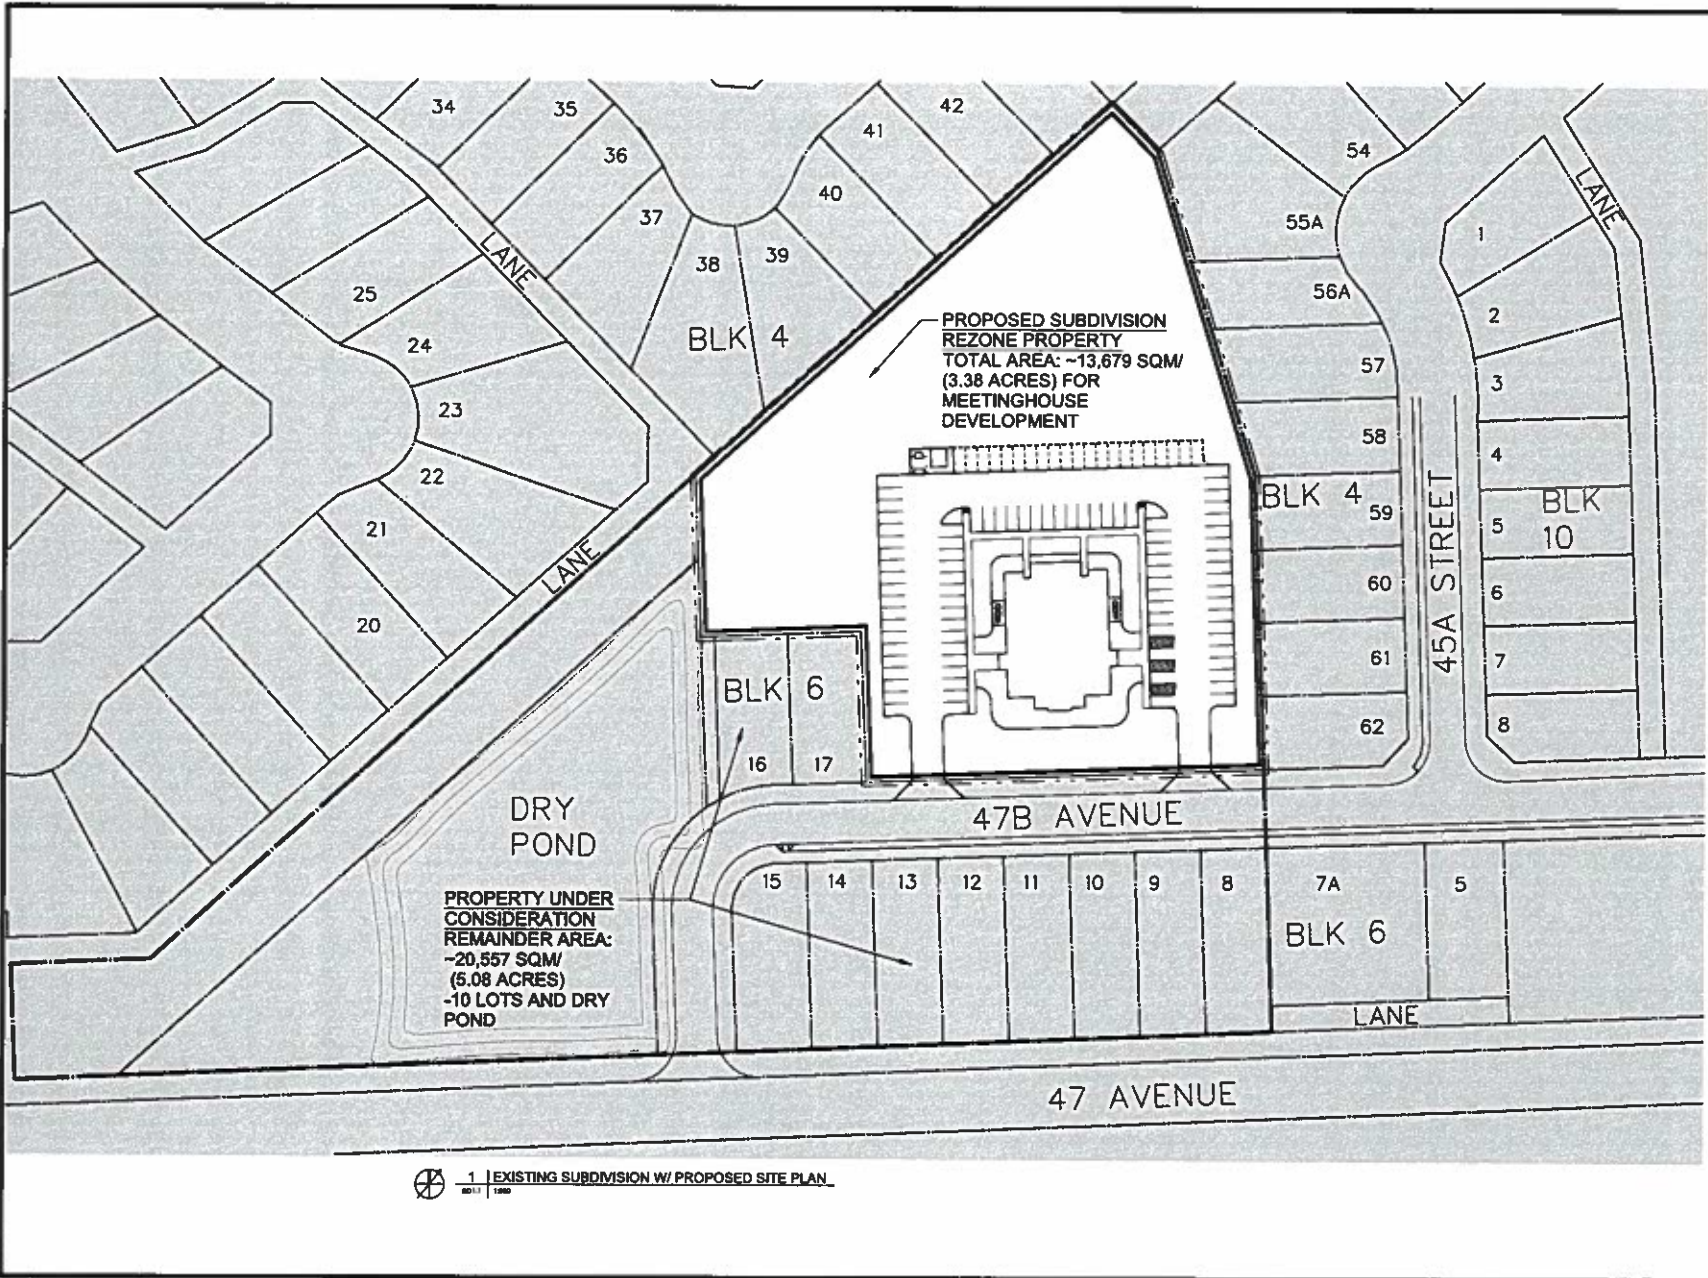 34
35
36
37
38
39
40
41
42
54
55A
56A
57
58
59
60
61
62
LANE
25
24
23
22
21
20
LANE
BLK 4
PROPOSED SUBDIVISION
REZONE PROPERTY
TOTAL AREA: ~13,679 SQM/
(3.38 ACRES) FOR
MEETINGHOUSE
DEVELOPMENT
BLK 4
45A STREET
LANE
1
2
3
4
5
6
7
8
BLK
10
BLK 6
16
17
DRY
POND
47B AVENUE
PROPERTY UNDER
CONSIDERATION
REMAINDER AREA:
~20,557 SQM/
(5.08 ACRES)
-10 LOTS AND DRY
POND
15
14
13
12
11
10
9
8
7A
5
BLK 6
LANE
47 AVENUE
1 EXISTING SUBDIVISION W/ PROPOSED SITE PLAN